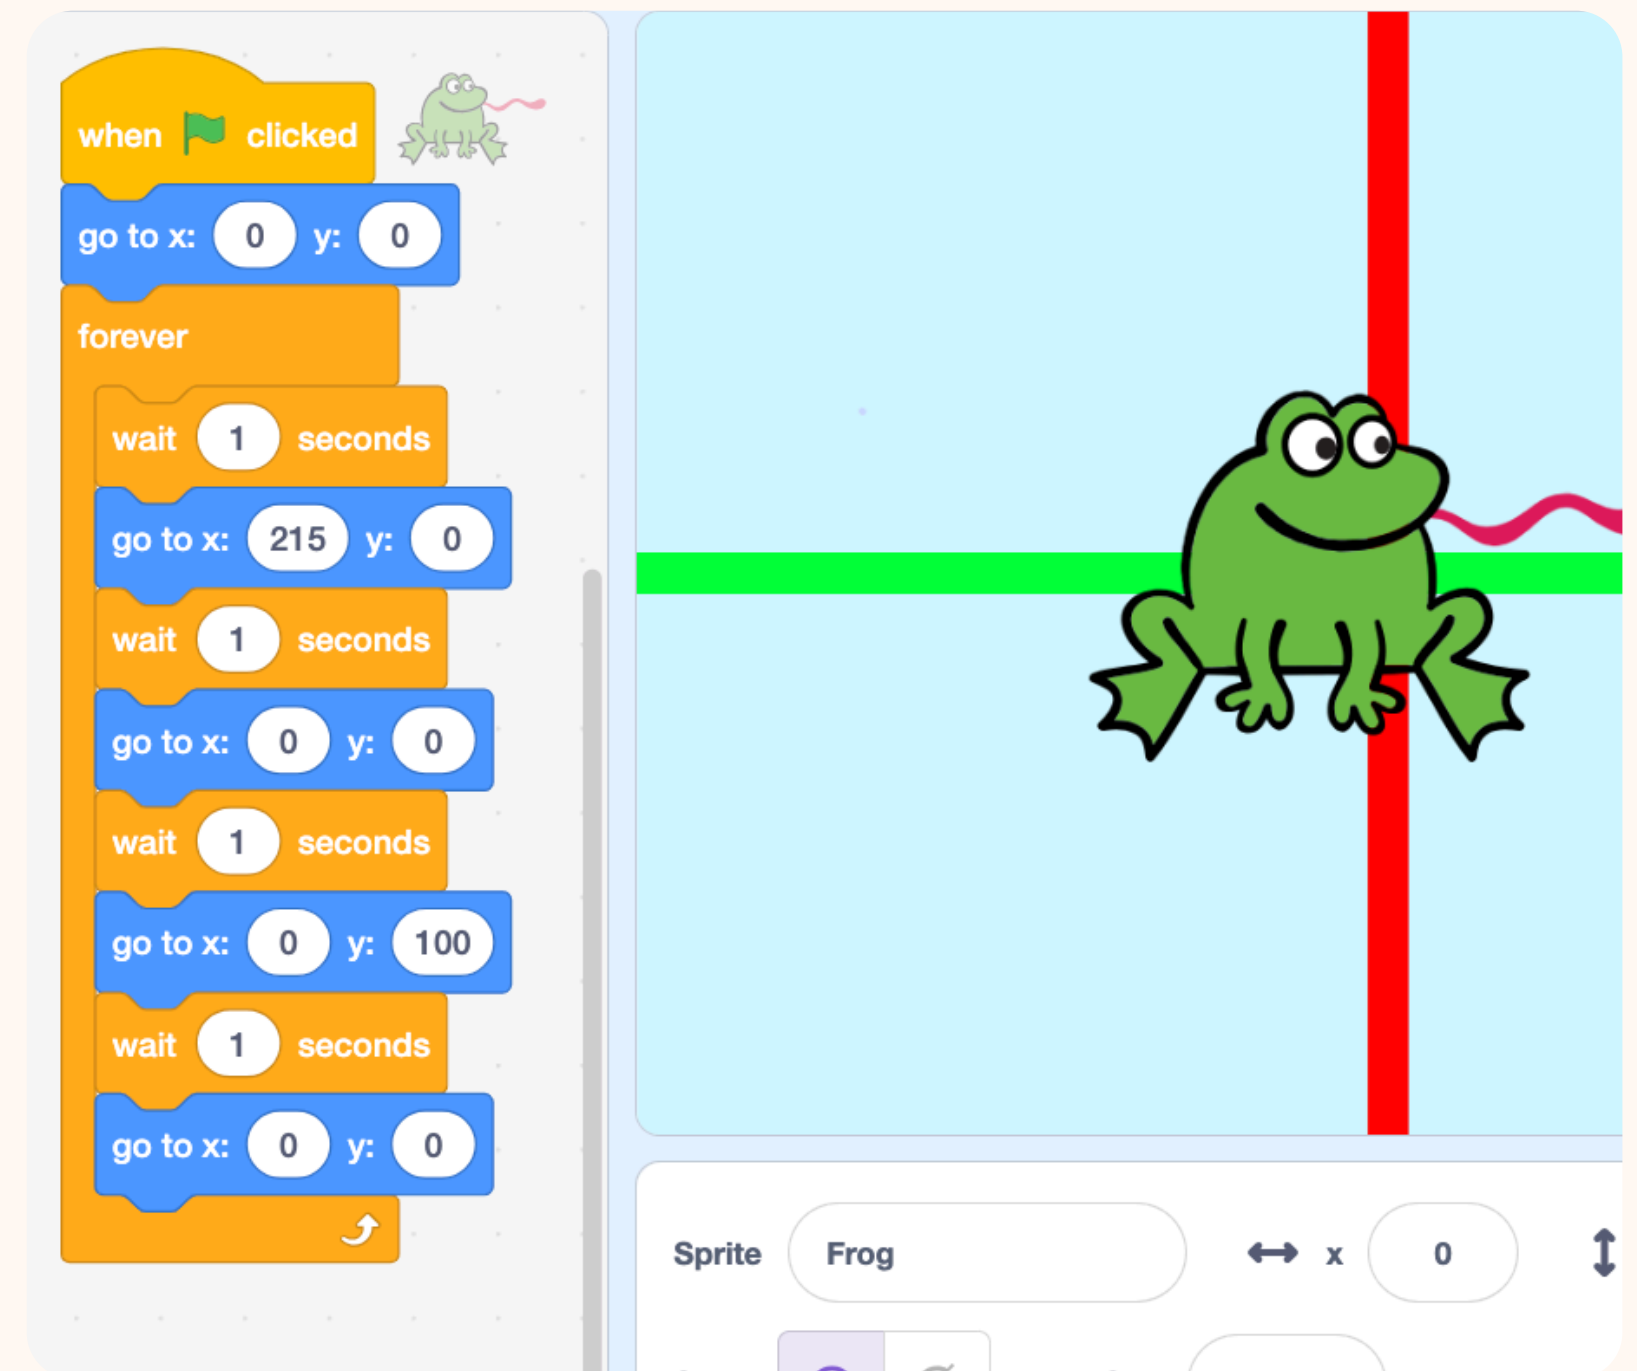 when clicked
go to x: 0 y: 0
forever
wait 1 seconds
go to x: 215 y: 0
wait 1 seconds
go to x: 0 y: 0
wait 1 seconds
go to x: 0 y: 100
wait 1 seconds
go to x: 0 y: 0
Sprite Frog x 0